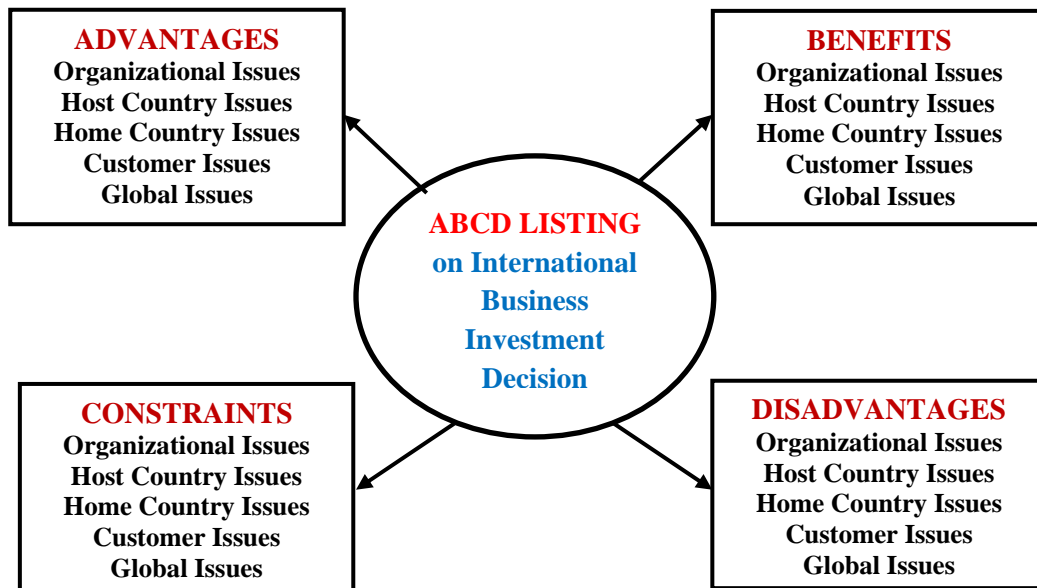 ADVANTAGES
Organizational Issues
Host Country Issues
Home Country Issues
Customer Issues
Global Issues
BENEFITS
Organizational Issues
Host Country Issues
Home Country Issues
Customer Issues
Global Issues
ABCD LISTING
on International
Business
Investment
Decision
CONSTRAINTS
Organizational Issues
Host Country Issues
Home Country Issues
Customer Issues
Global Issues
DISADVANTAGES
Organizational Issues
Host Country Issues
Home Country Issues
Customer Issues
Global Issues